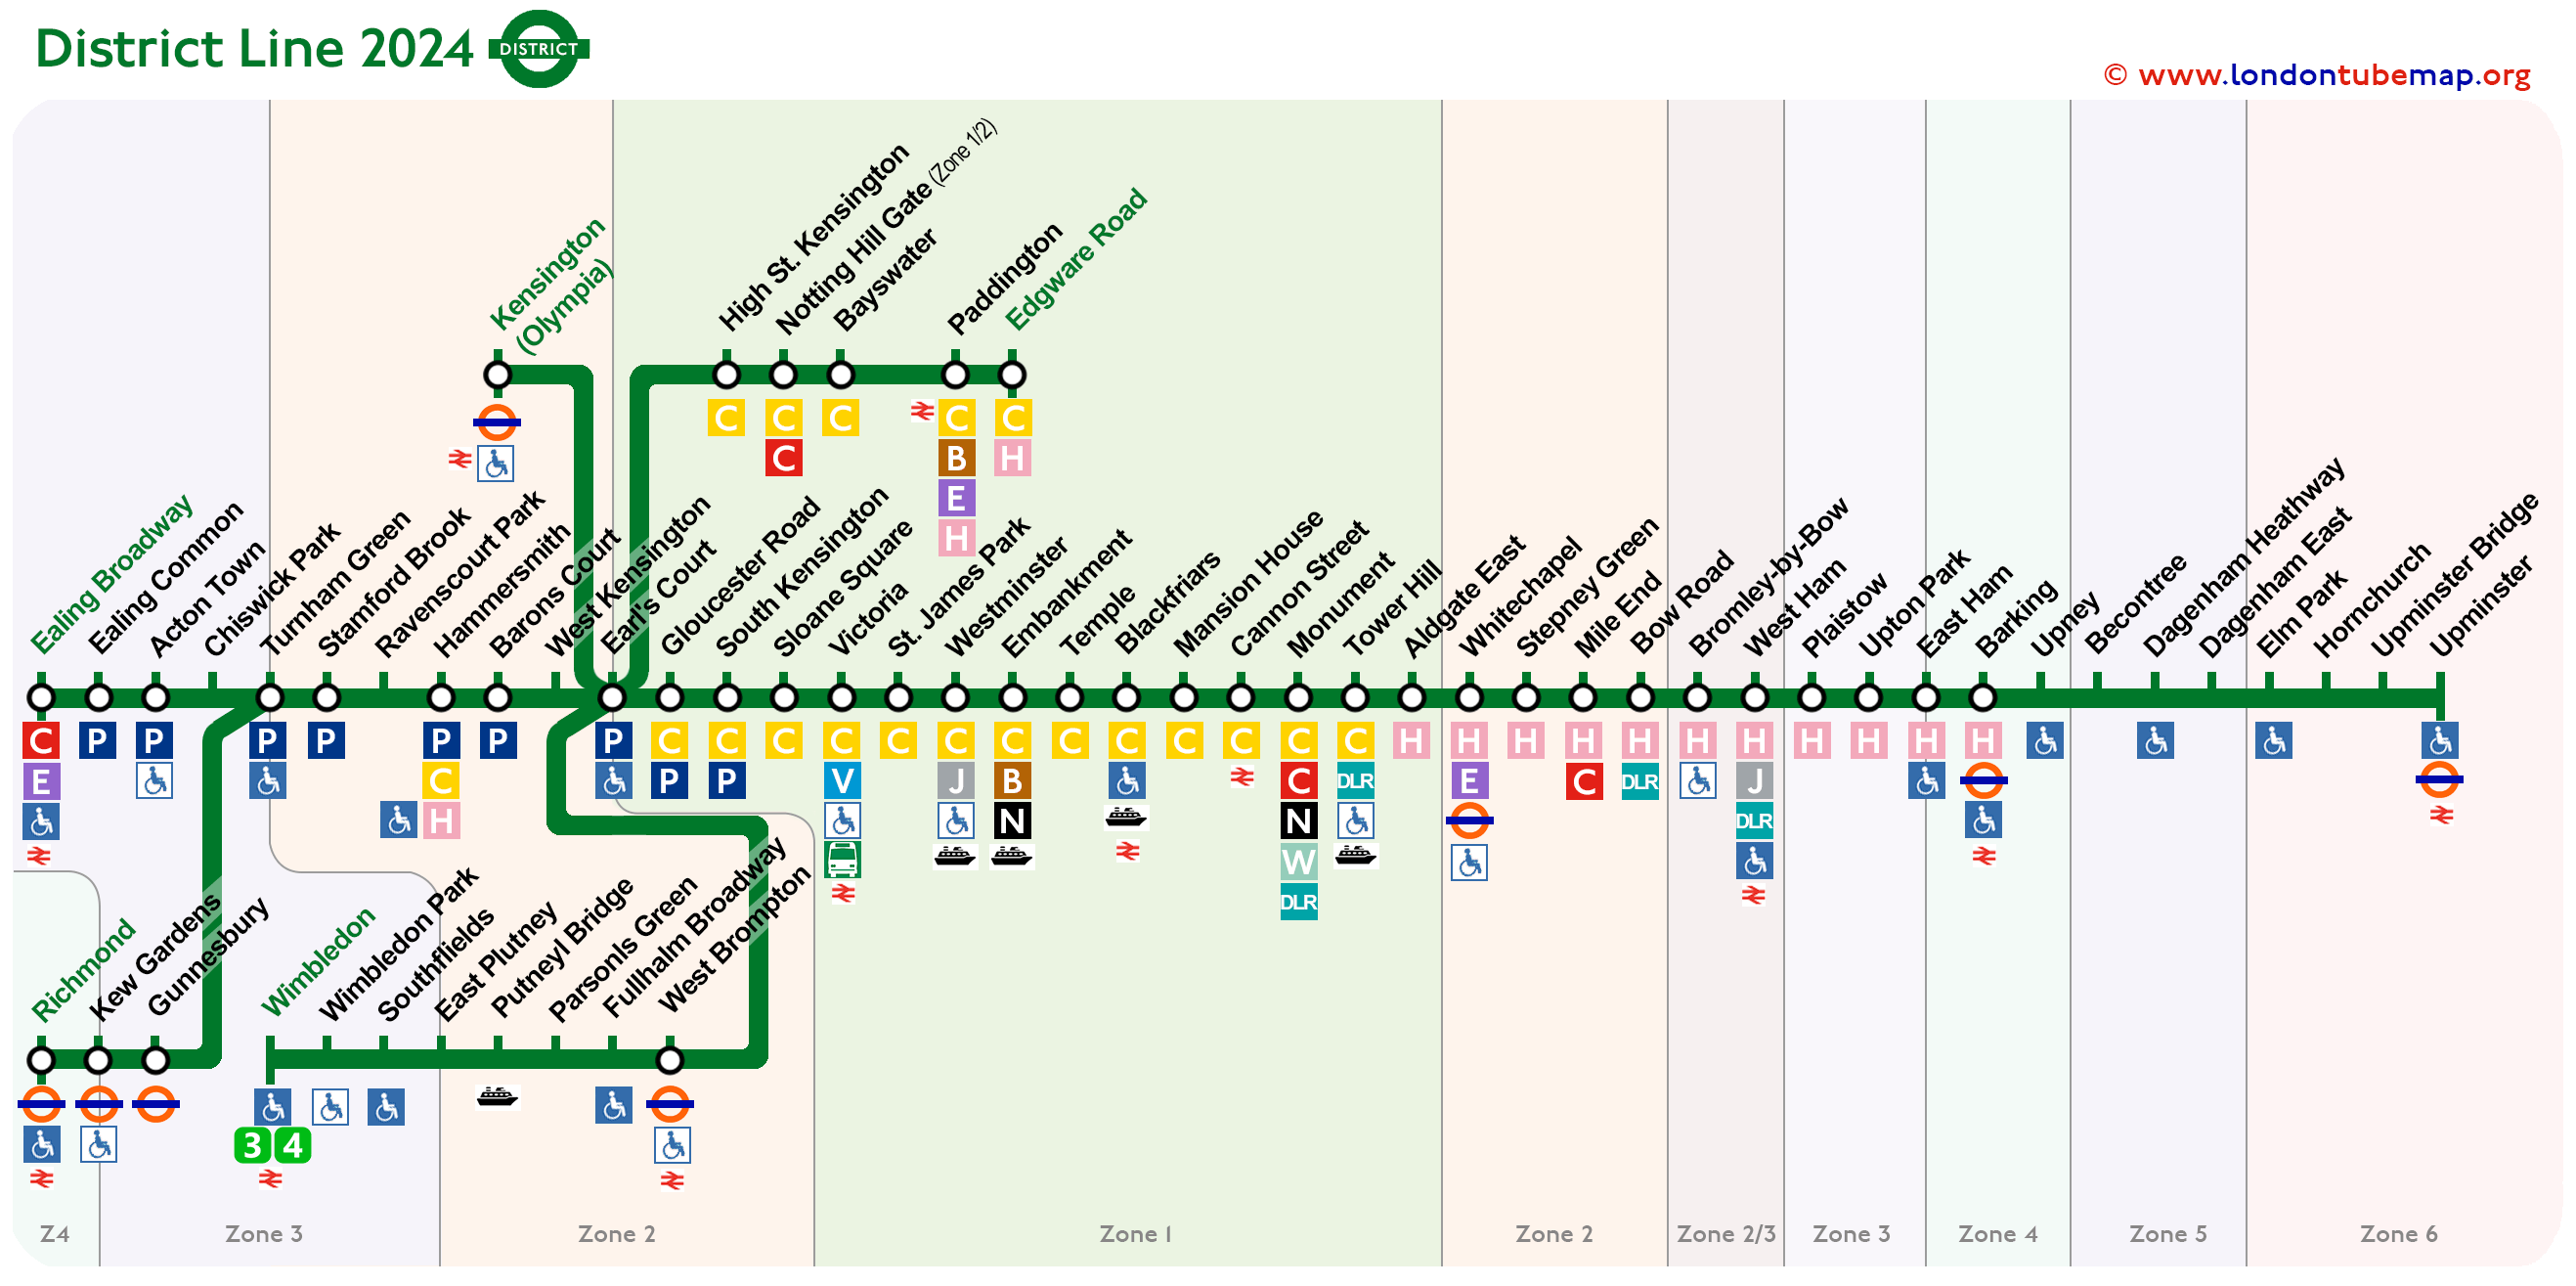 District Line 2024
DISTRICT
© www.londontubemap.org
Kensington
(Olympia)
High St. Kensington
Notting Hill Gate (Zone 1/2)
Bayswater
Paddington
Edgware Road
C
C
C
C
C
C
B
E
H
H
Ealing Broadway
Ealing Common
Acton Town
Chiswick Park
Turnham Green
Stamford Brook
Ravenscourt Park
Hammersmith
Barons Court
West Kensington
Earl's Court
Gloucester Road
South Kensington
Sloane Square
Victoria
St. James Park
Westminster
Embankment
Temple
Blackfriars
Mansion House
Cannon Street
Monument
Tower Hill
Aldgate East
Whitechapel
Stepney Green
Mile End
Bow Road
Bromley-by-Bow
West Ham
Plaistow
Upton Park
East Ham
Barking
Upney
Becontree
Dagenham Heathway
Dagenham East
Elm Park
Hornchurch
Upminster Bridge
Upminster
C P P P P P P P C C C C C C C C C C C C C H H H H H H H H H H H
E C P P V J B C DLR E C DLR J
H N N DLR
W
DLR
Richmond
Kew Gardens
Gunnesbury
Wimbledon
Wimbledon Park
Southflields
East Plutney
Putneyl Bridge
Parsonls Green
Fullhalm Broadway
West Brompton
3 4
Z4
Zone 3
Zone 2
Zone 1
Zone 2
Zone 2/3
Zone 3
Zone 4
Zone 5
Zone 6